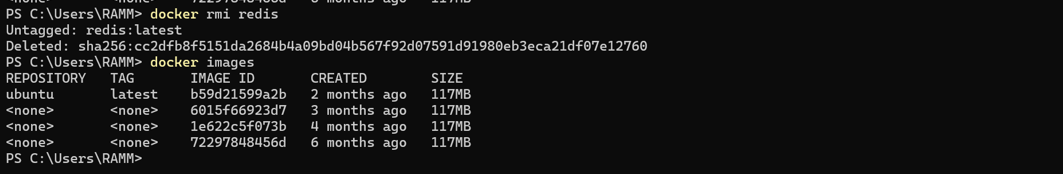 PS C:\Users\RAMM> docker rmi redis
Untagged: redis:latest
Deleted: sha256:cc2dfb8f5151da2684b4a09bd04b567f92d07591d91980eb3eca21df07e12760
PS C:\Users\RAMM> docker images
REPOSITORY   TAG       IMAGE ID       CREATED        SIZE
ubuntu       latest    b59d21599a2b   2 months ago   117MB
<none>       <none>    6015f66923d7   3 months ago   117MB
<none>       <none>    1e622c5f073b   4 months ago   117MB
<none>       <none>    72297848456d   6 months ago   117MB
PS C:\Users\RAMM>